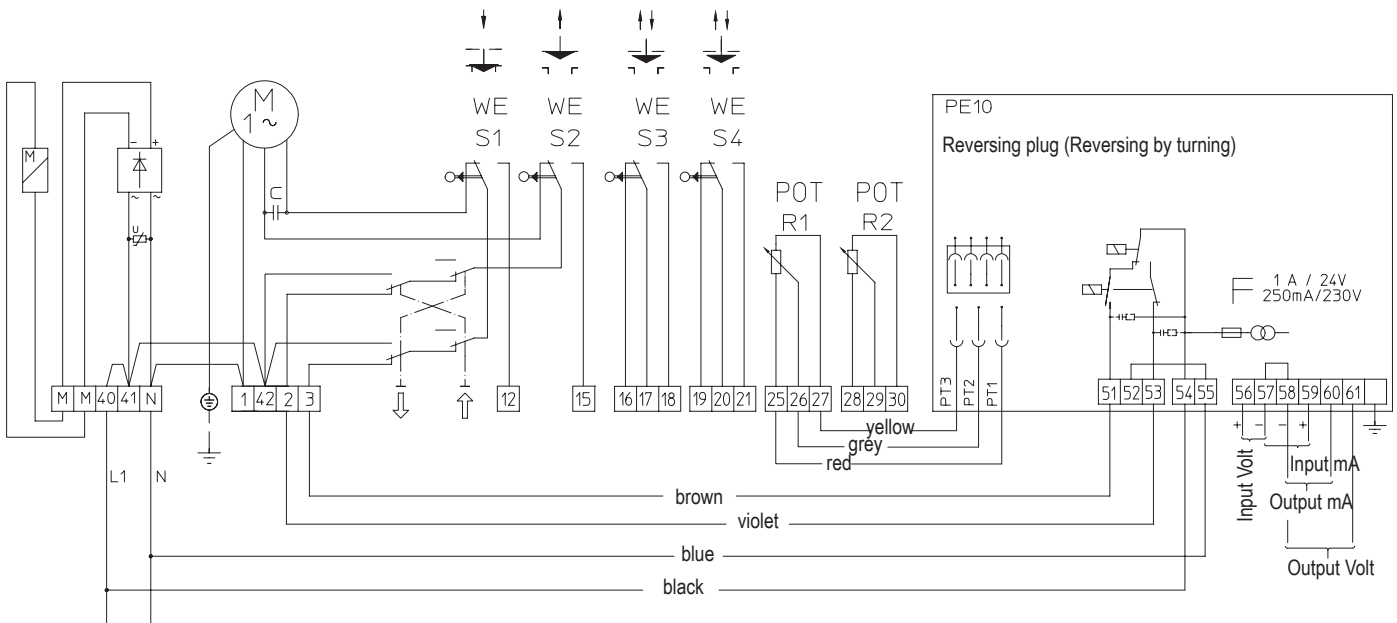 WE WE WE WE
S1 S2 S3 S4
M
1 ~
M
- +
~ ~
U
C
POT POT
R1 R2
PE10
Reversing plug (Reversing by turning)
F 1 A / 24V
250mA/230V
PT3 PT2 PT1
M M 40 41 N
1 42 2 3
12
15
16 17 18
19 20 21
25 26 27
28 29 30
51 52 53
54 55
56 57 58 59 60 61
+ - - +
yellow
grey
red
L1 N
brown
violet
blue
black
Input Volt
Input mA
Output mA
Output Volt